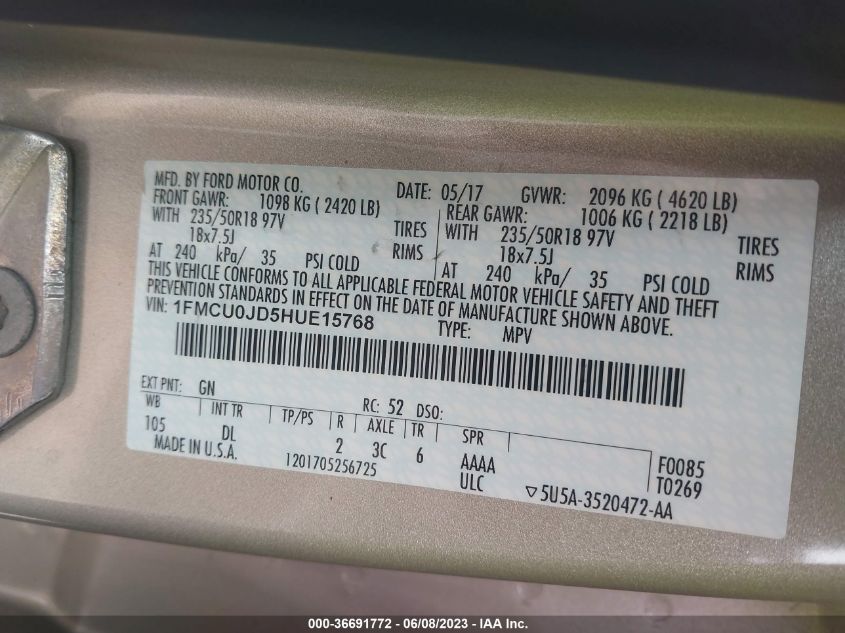 MFD. BY FORD MOTOR CO. DATE: 05/17 GVWR: 2096 KG ( 4620 LB)
FRONT GAWR: 1098 KG ( 2420 LB) REAR GAWR: 1006 KG ( 2218 LB)
WITH 235/50R18 97V TIRES WITH 235/50R18 97V TIRES
18x7.5J RIMS 18x7.5J RIMS
AT 240 kPa/ 35 PSI COLD AT 240 kPa/ 35 PSI COLD
THIS VEHICLE CONFORMS TO ALL APPLICABLE FEDERAL MOTOR VEHICLE SAFETY AND THEFT
PREVENTION STANDARDS IN EFFECT ON THE DATE OF MANUFACTURE SHOWN ABOVE.
VIN: 1FMCU0JD5HUE15768 TYPE: MPV
EXT PNT: GN RC: 52 DSO:
WB INT TR TP/PS R AXLE TR SPR
105 DL 2 3C 6 AAAA F0085
MADE IN U.S.A. 1201705256725 ULC T0269
5U5A-3520472-AA
000-36691772 - 06/08/2023 - IAA Inc.